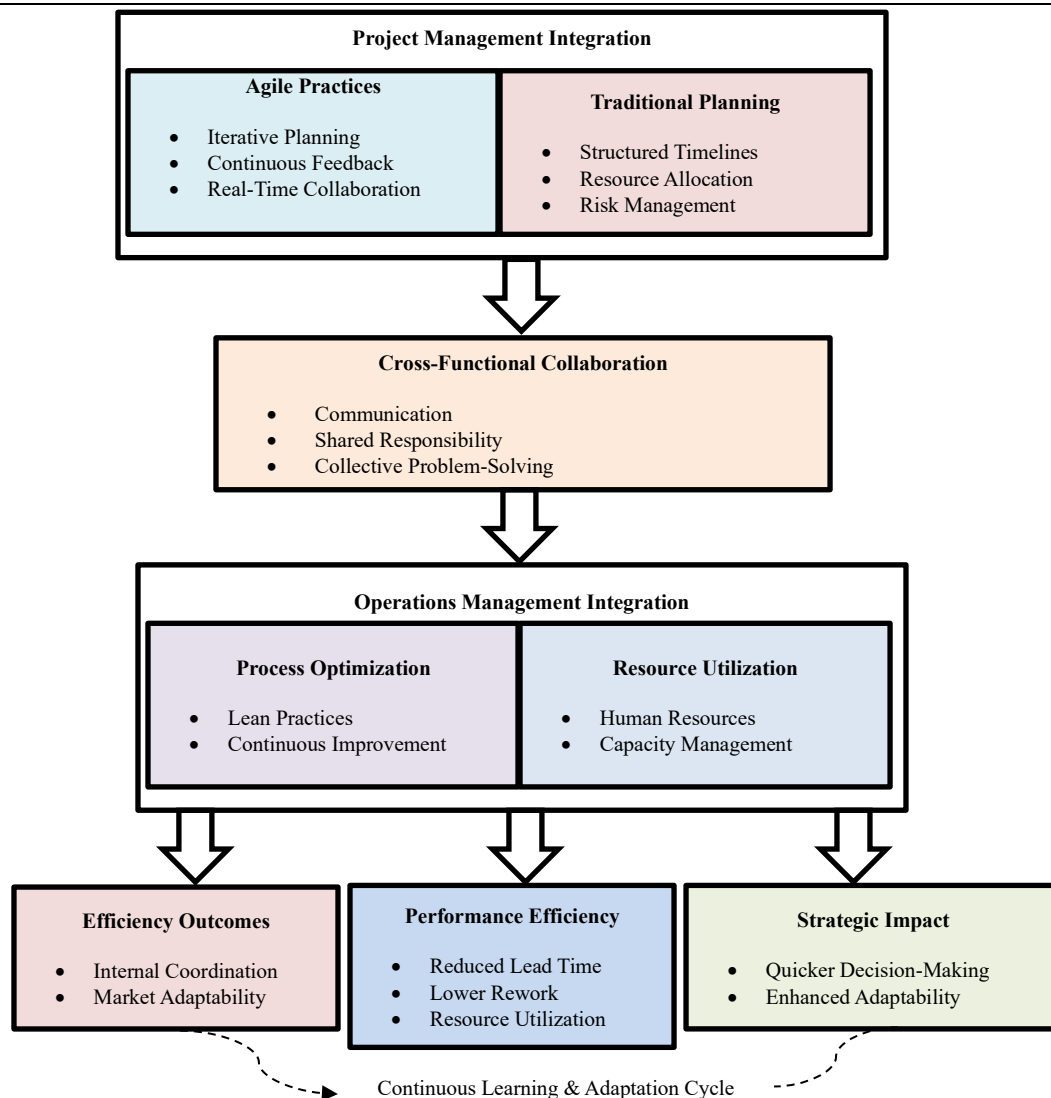 Project Management Integration
Agile Practices
• Iterative Planning
• Continuous Feedback
• Real-Time Collaboration
Traditional Planning
• Structured Timelines
• Resource Allocation
• Risk Management
Cross-Functional Collaboration
• Communication
• Shared Responsibility
• Collective Problem-Solving
Operations Management Integration
Process Optimization
• Lean Practices
• Continuous Improvement
Resource Utilization
• Human Resources
• Capacity Management
Efficiency Outcomes
• Internal Coordination
• Market Adaptability
Performance Efficiency
• Reduced Lead Time
• Lower Rework
• Resource Utilization
Strategic Impact
• Quicker Decision-Making
• Enhanced Adaptability
Continuous Learning & Adaptation Cycle